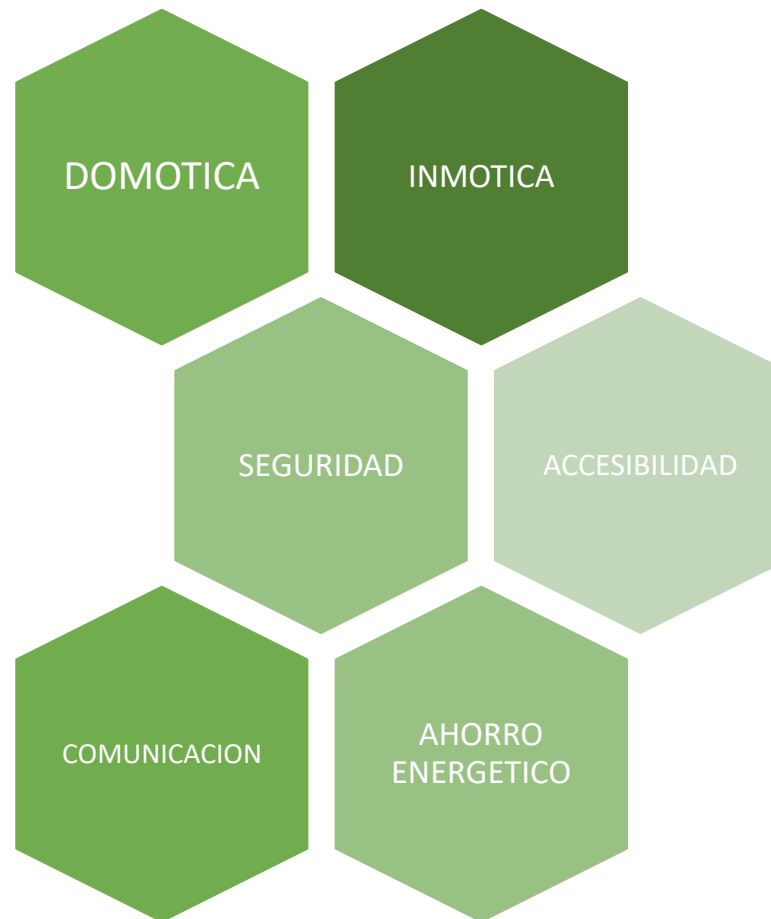 DOMOTICA
INMOTICA
SEGURIDAD
ACCESIBILIDAD
COMUNICACION
AHORRO
ENERGETICO